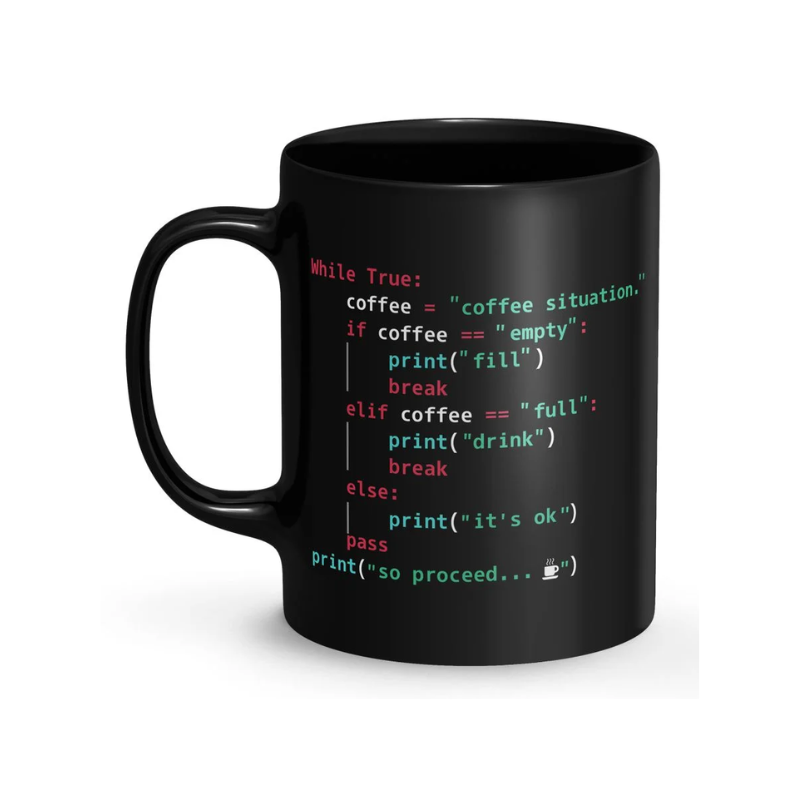 While True:
coffee = "coffee situation."
if coffee == "empty":
print("fill")
break
elif coffee == "full":
print("drink")
break
else:
print("it's ok")
pass
print("so proceed... ☕")